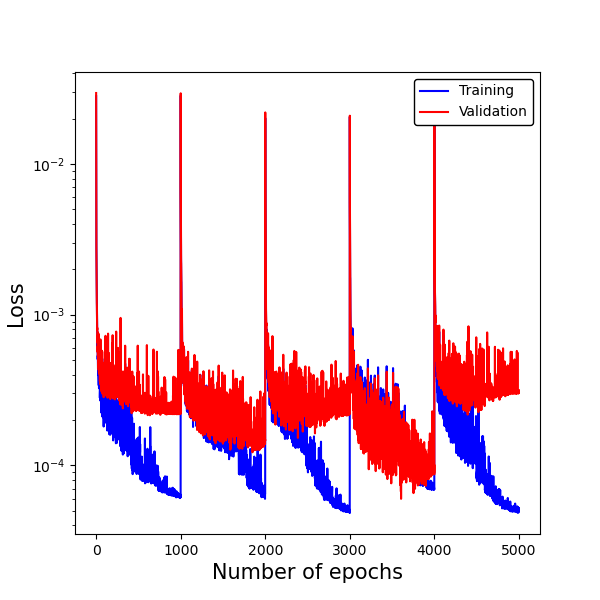 Training
Validation
Loss
10⁻²
10⁻³
10⁻⁴
0 1000 2000 3000 4000 5000
Number of epochs